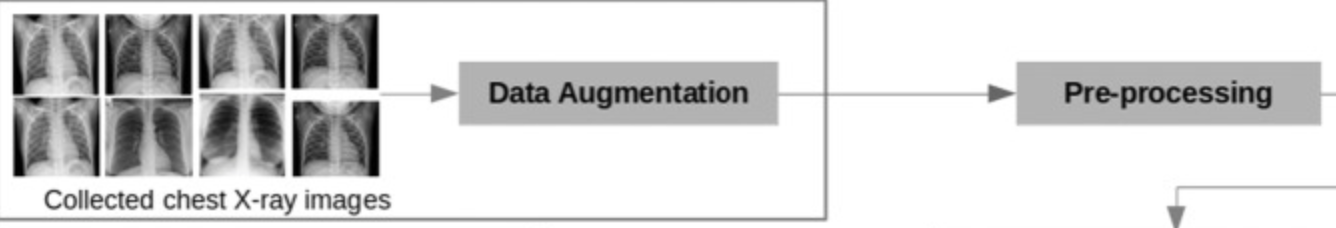 Data Augmentation
Pre-processing
Collected chest X-ray images